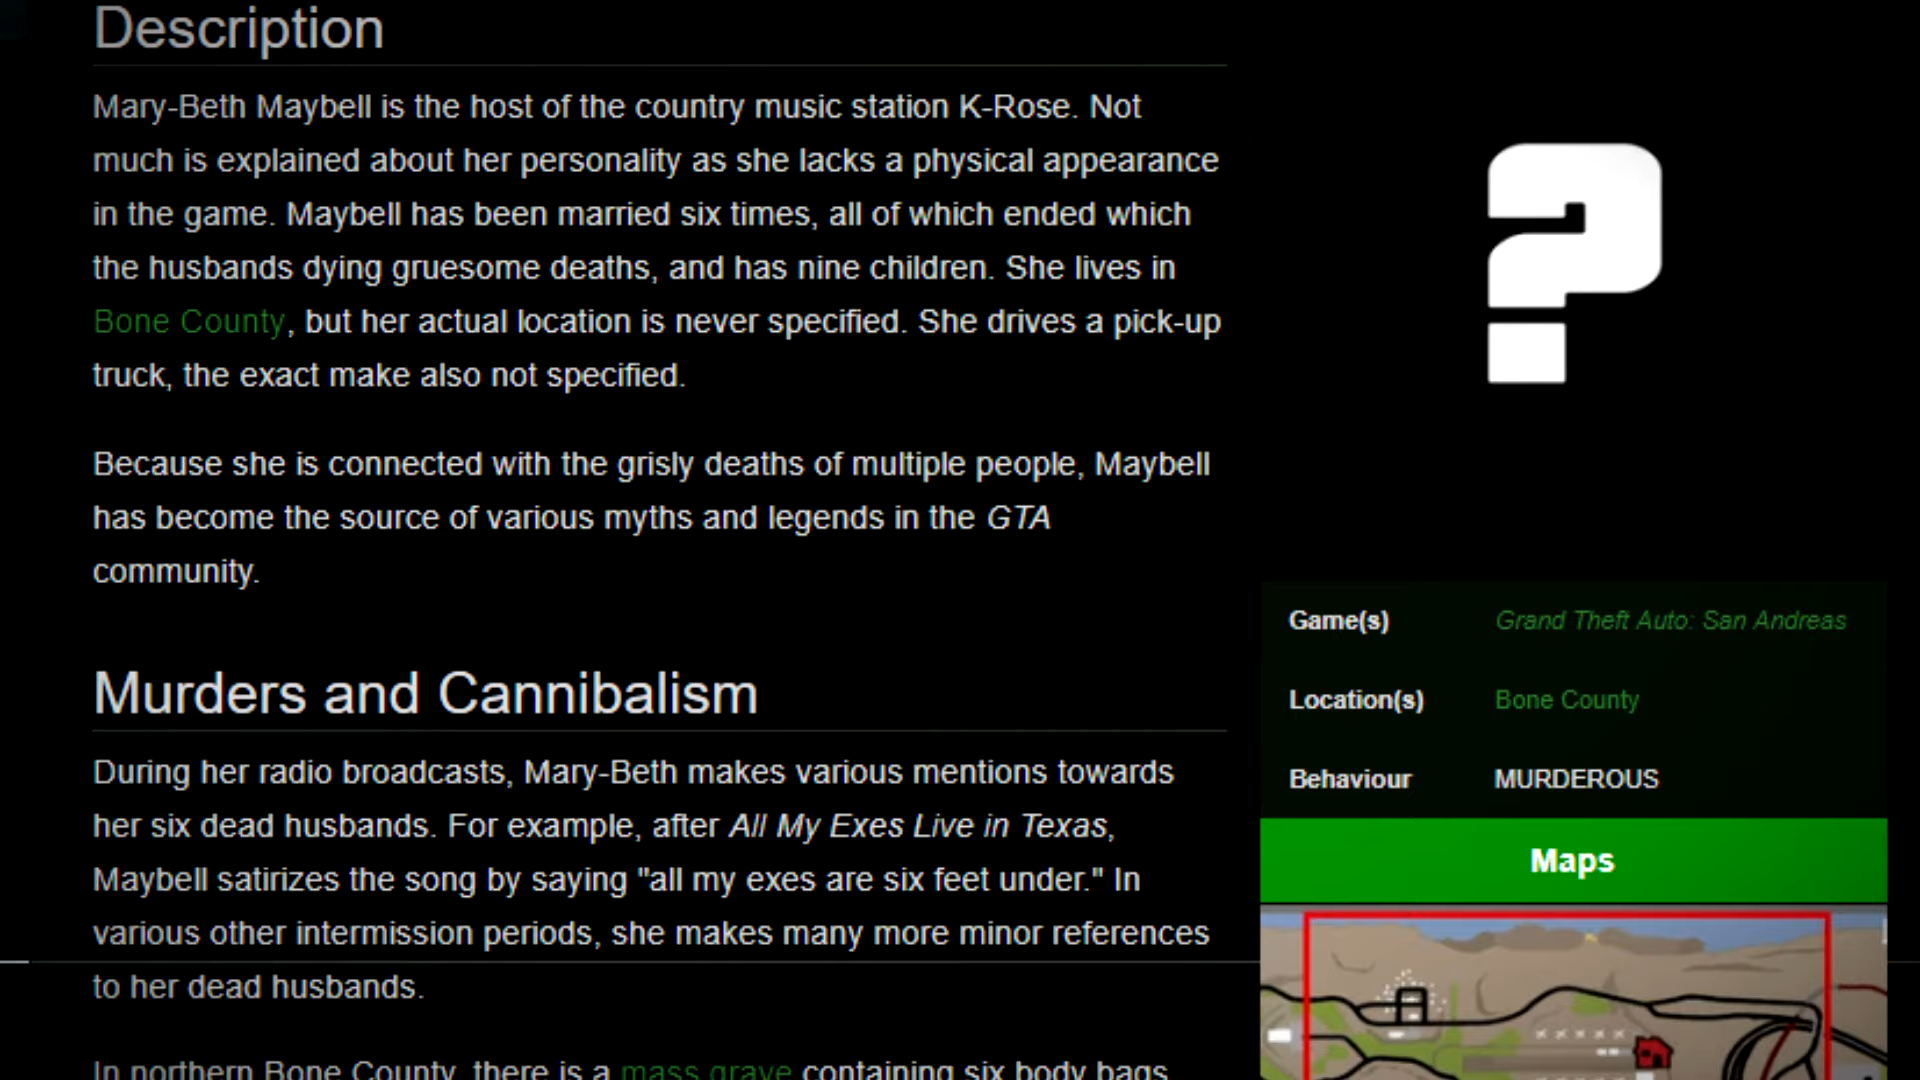 Description
Mary-Beth Maybell is the host of the country music station K-Rose. Not
much is explained about her personality as she lacks a physical appearance
in the game. Maybell has been married six times, all of which ended which
the husbands dying gruesome deaths, and has nine children. She lives in
Bone County, but her actual location is never specified. She drives a pick-up
truck, the exact make also not specified.
Because she is connected with the grisly deaths of multiple people, Maybell
has become the source of various myths and legends in the GTA
community.
Murders and Cannibalism
During her radio broadcasts, Mary-Beth makes various mentions towards
her six dead husbands. For example, after All My Exes Live in Texas,
Maybell satirizes the song by saying "all my exes are six feet under." In
various other intermission periods, she makes many more minor references
to her dead husbands.
In northern Bone County, there is a mass grave containing six body bags
?
Game(s) Grand Theft Auto: San Andreas
Location(s) Bone County
Behaviour MURDEROUS
Maps